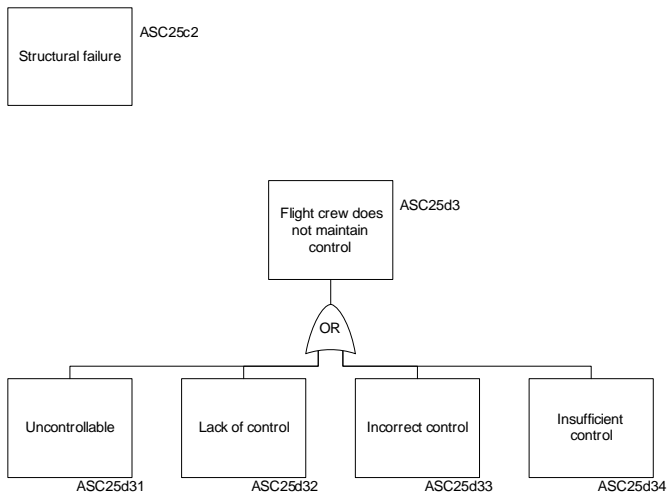 Structural failure
ASC25c2
Flight crew does
not maintain
control
ASC25d3
OR
Uncontrollable
Lack of control
Incorrect control
Insufficient
control
ASC25d31
ASC25d32
ASC25d33
ASC25d34